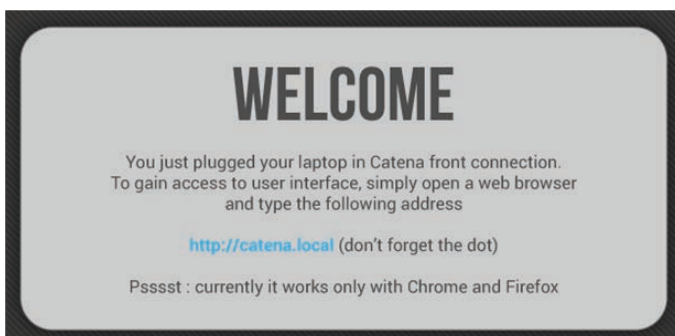 WELCOME
You just plugged your laptop in Catena front connection.
To gain access to user interface, simply open a web browser
and type the following address
http://catena.local (don't forget the dot)
Psssst : currently it works only with Chrome and Firefox